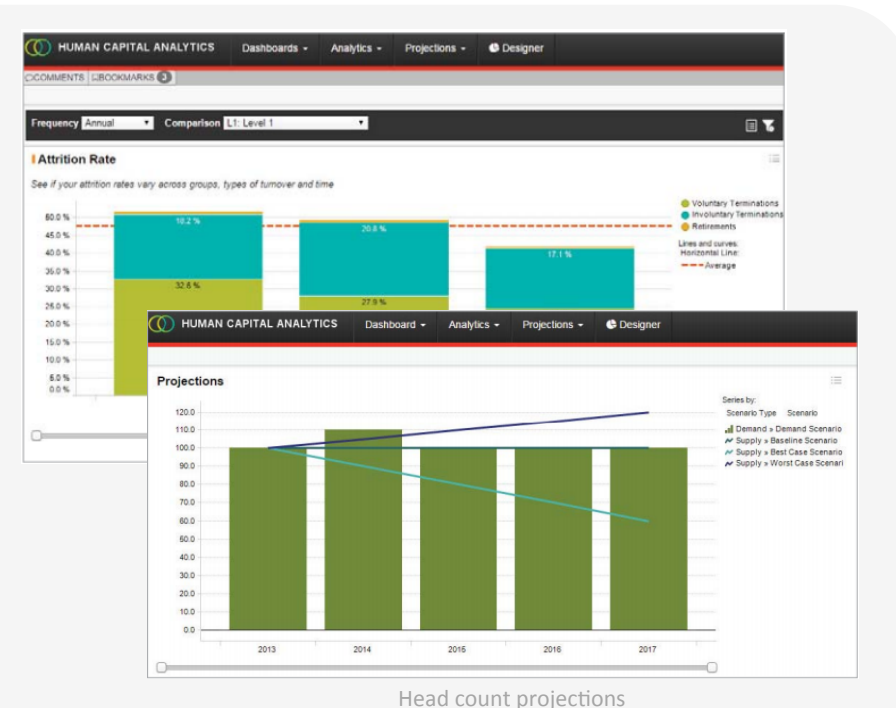 HUMAN CAPITAL ANALYTICS Dashboards Analytics Projections Designer
COMMENTS BOOKMARKS 3
Frequency Annual Comparison L1: Level 1
Attrition Rate
See if your attrition rates vary across groups, types of turnover and time
Voluntary Terminations
Involuntary Terminations
Retirements
Lines and curves:
Horizontal Line:
Average
50.0 %
45.0 %
40.0 %
35.0 %
30.0 %
25.0 %
20.0 %
15.0 %
10.0 %
5.0 %
0.0 %
32.6 %
20.8 %
27.9 %
17.1 %
HUMAN CAPITAL ANALYTICS Dashboard Analytics Projections Designer
Projections
Series by:
Scenario Type Scenario
Demand » Demand Scenario
Supply » Baseline Scenario
Supply » Best Case Scenario
Supply » Worst Case Scenari
120.0
110.0
100.0
90.0
80.0
70.0
60.0
50.0
40.0
30.0
20.0
10.0
0.0
2013 2014 2015 2016 2017
Head count projections